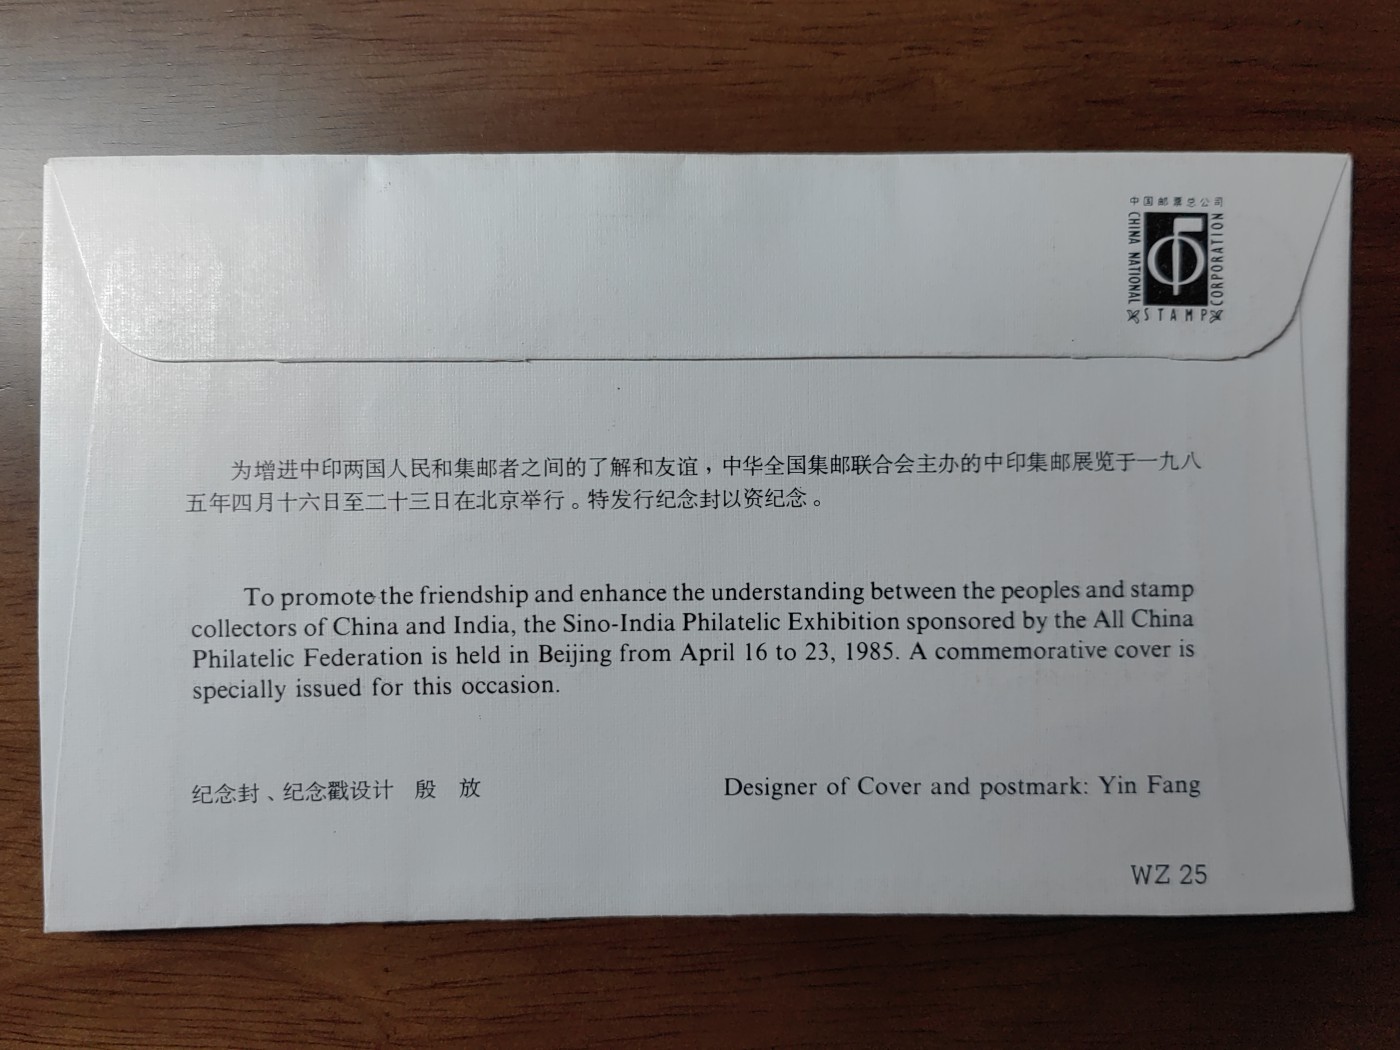 中国邮票总公司
CHINA NATIONAL
CORPORATION
STAMP
为增进中印两国人民和集邮者之间的了解和友谊，中华全国集邮联合会主办的中印集邮展览于一九八
五年四月十六日至二十三日在北京举行。特发行纪念封以资纪念。
To promote the friendship and enhance the understanding between the peoples and stamp
collectors of China and India, the Sino-India Philatelic Exhibition sponsored by the All China
Philatelic Federation is held in Beijing from April 16 to 23, 1985. A commemorative cover is
specially issued for this occasion.
纪念封、纪念戳设计 殷 放
Designer of Cover and postmark: Yin Fang
WZ 25